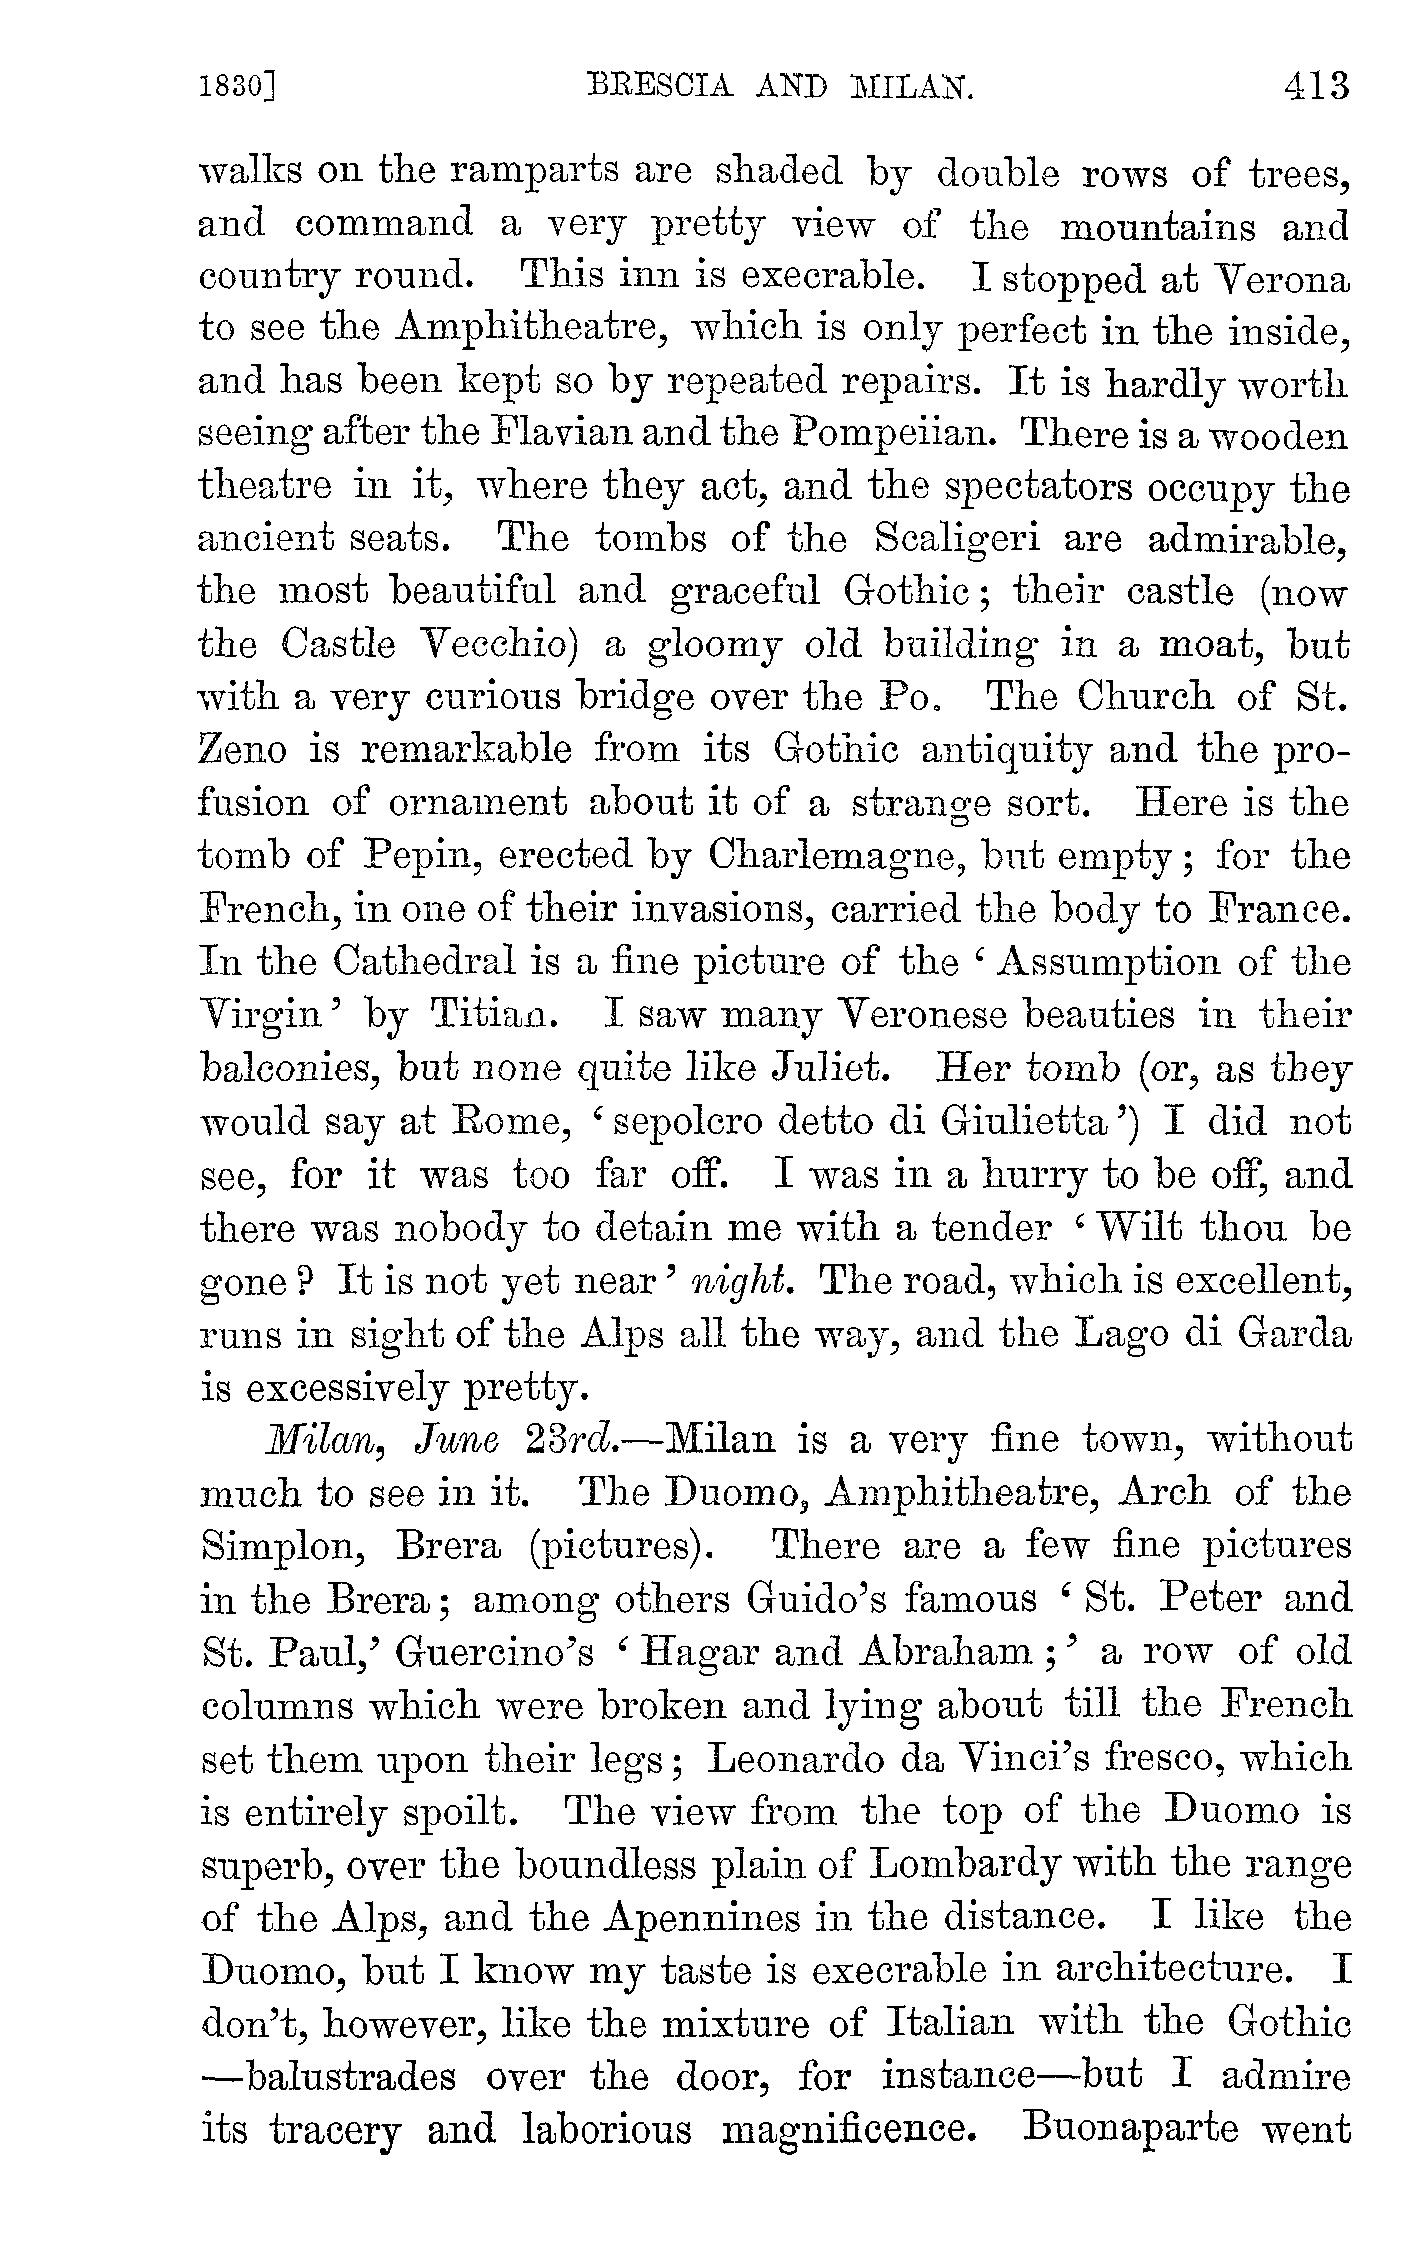 1830] BRESCIA AND MILAN. 413
walks on the ramparts are shaded by double rows of trees,
and command a very pretty view of the mountains and
country round. This inn is execrable. I stopped at Verona
to see the Amphitheatre, which is only perfect in the inside,
and has been kept so by repeated repairs. It is hardly worth
seeing after the Flavian and the Pompeiian. There is a wooden
theatre in it, where they act, and the spectators occupy the
ancient seats. The tombs of the Scaligeri are admirable,
the most beautiful and graceful Gothic; their castle (now
the Castle Vecchio) a gloomy old building in a moat, but
with a very curious bridge over the Po. The Church of St.
Zeno is remarkable from its Gothic antiquity and the pro-
fusion of ornament about it of a strange sort. Here is the
tomb of Pepin, erected by Charlemagne, but empty; for the
French, in one of their invasions, carried the body to France.
In the Cathedral is a fine picture of the ‘Assumption of the
Virgin’ by Titian. I saw many Veronese beauties in their
balconies, but none quite like Juliet. Her tomb (or, as they
would say at Rome, ‘sepolcro detto di Giulietta’) I did not
see, for it was too far off. I was in a hurry to be off, and
there was nobody to detain me with a tender ‘Wilt thou be
gone? It is not yet near’ night. The road, which is excellent,
runs in sight of the Alps all the way, and the Lago di Garda
is excessively pretty.
Milan, June 23rd.—Milan is a very fine town, without
much to see in it. The Duomo, Amphitheatre, Arch of the
Simplon, Brera (pictures). There are a few fine pictures
in the Brera; among others Guido’s famous ‘St. Peter and
St. Paul,’ Guercino’s ‘Hagar and Abraham;’ a row of old
columns which were broken and lying about till the French
set them upon their legs; Leonardo da Vinci’s fresco, which
is entirely spoilt. The view from the top of the Duomo is
superb, over the boundless plain of Lombardy with the range
of the Alps, and the Apennines in the distance. I like the
Duomo, but I know my taste is execrable in architecture. I
don’t, however, like the mixture of Italian with the Gothic
—balustrades over the door, for instance—but I admire
its tracery and laborious magnificence. Buonaparte went